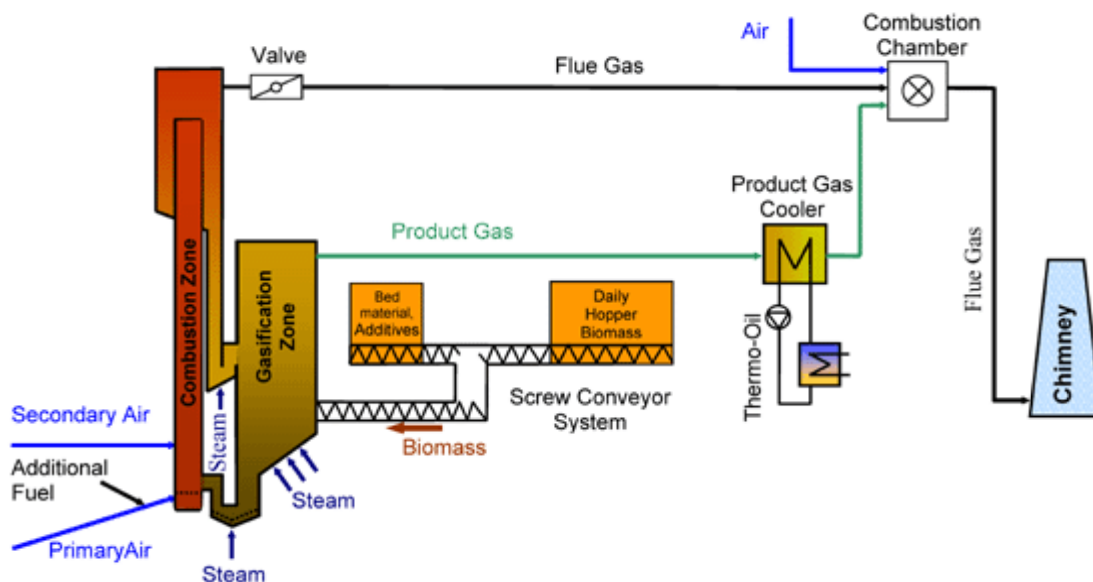 Air
Combustion
Chamber
Valve
Flue Gas
Product Gas
Cooler
Product Gas
Combustion Zone
Gasification
Zone
Bed
material,
Additives
Daily
Hopper
Biomass
Flue Gas
Thermo-Oil
Chimney
Screw Conveyor
System
Secondary Air
Steam
Biomass
Additional
Fuel
Steam
PrimaryAir
Steam